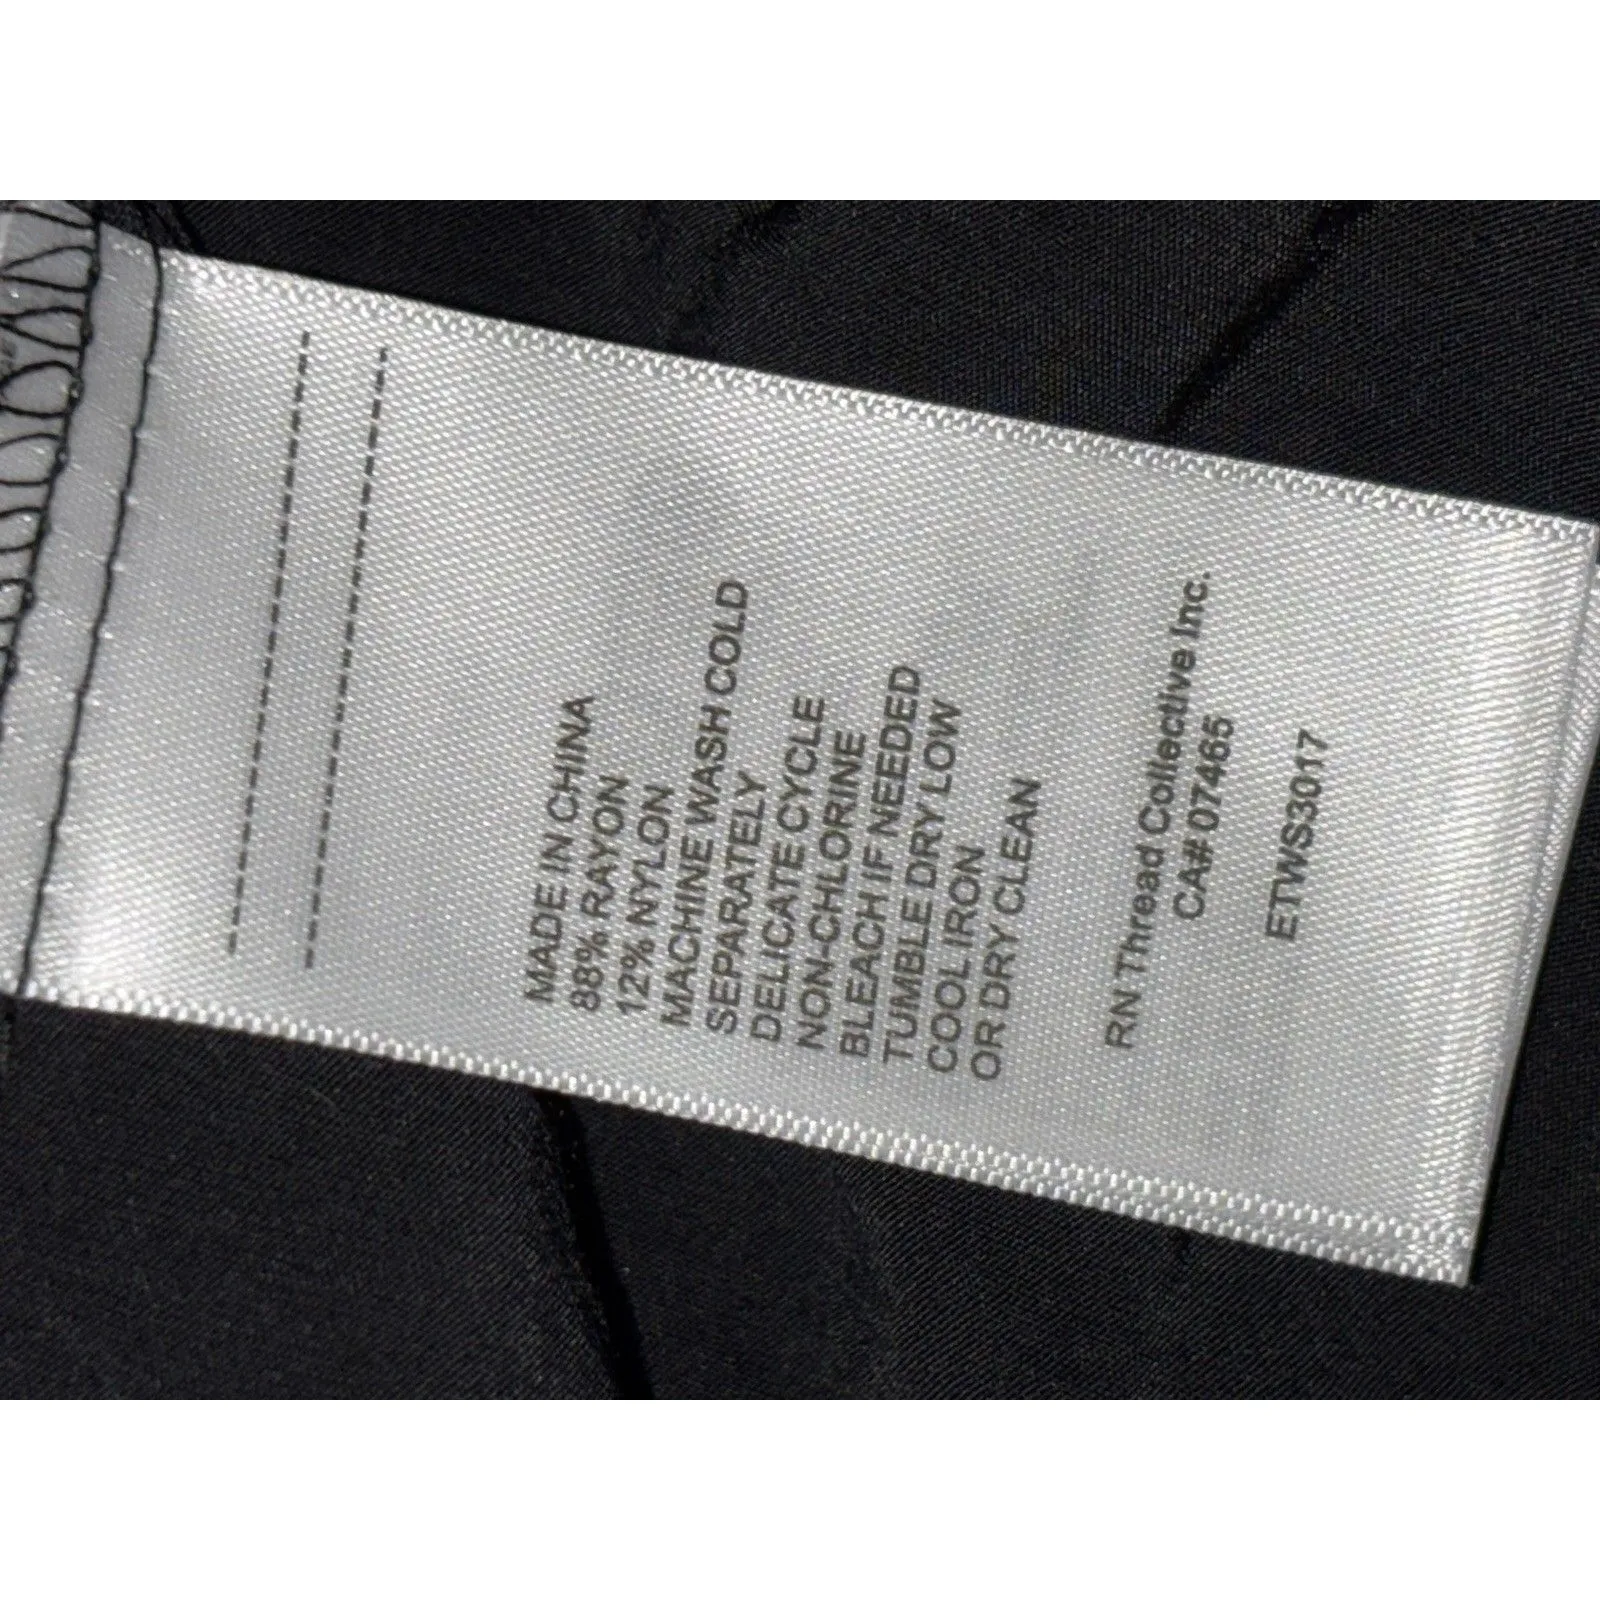 MADE IN CHINA
88% RAYON
12% NYLON
MACHINE WASH COLD
SEPARATELY
DELICATE CYCLE
NON-CHLORINE
BLEACH IF NEEDED
TUMBLE DRY LOW
COOL IRON
OR DRY CLEAN
RN Thread Collective Inc.
CA# 07465
ETWS3017